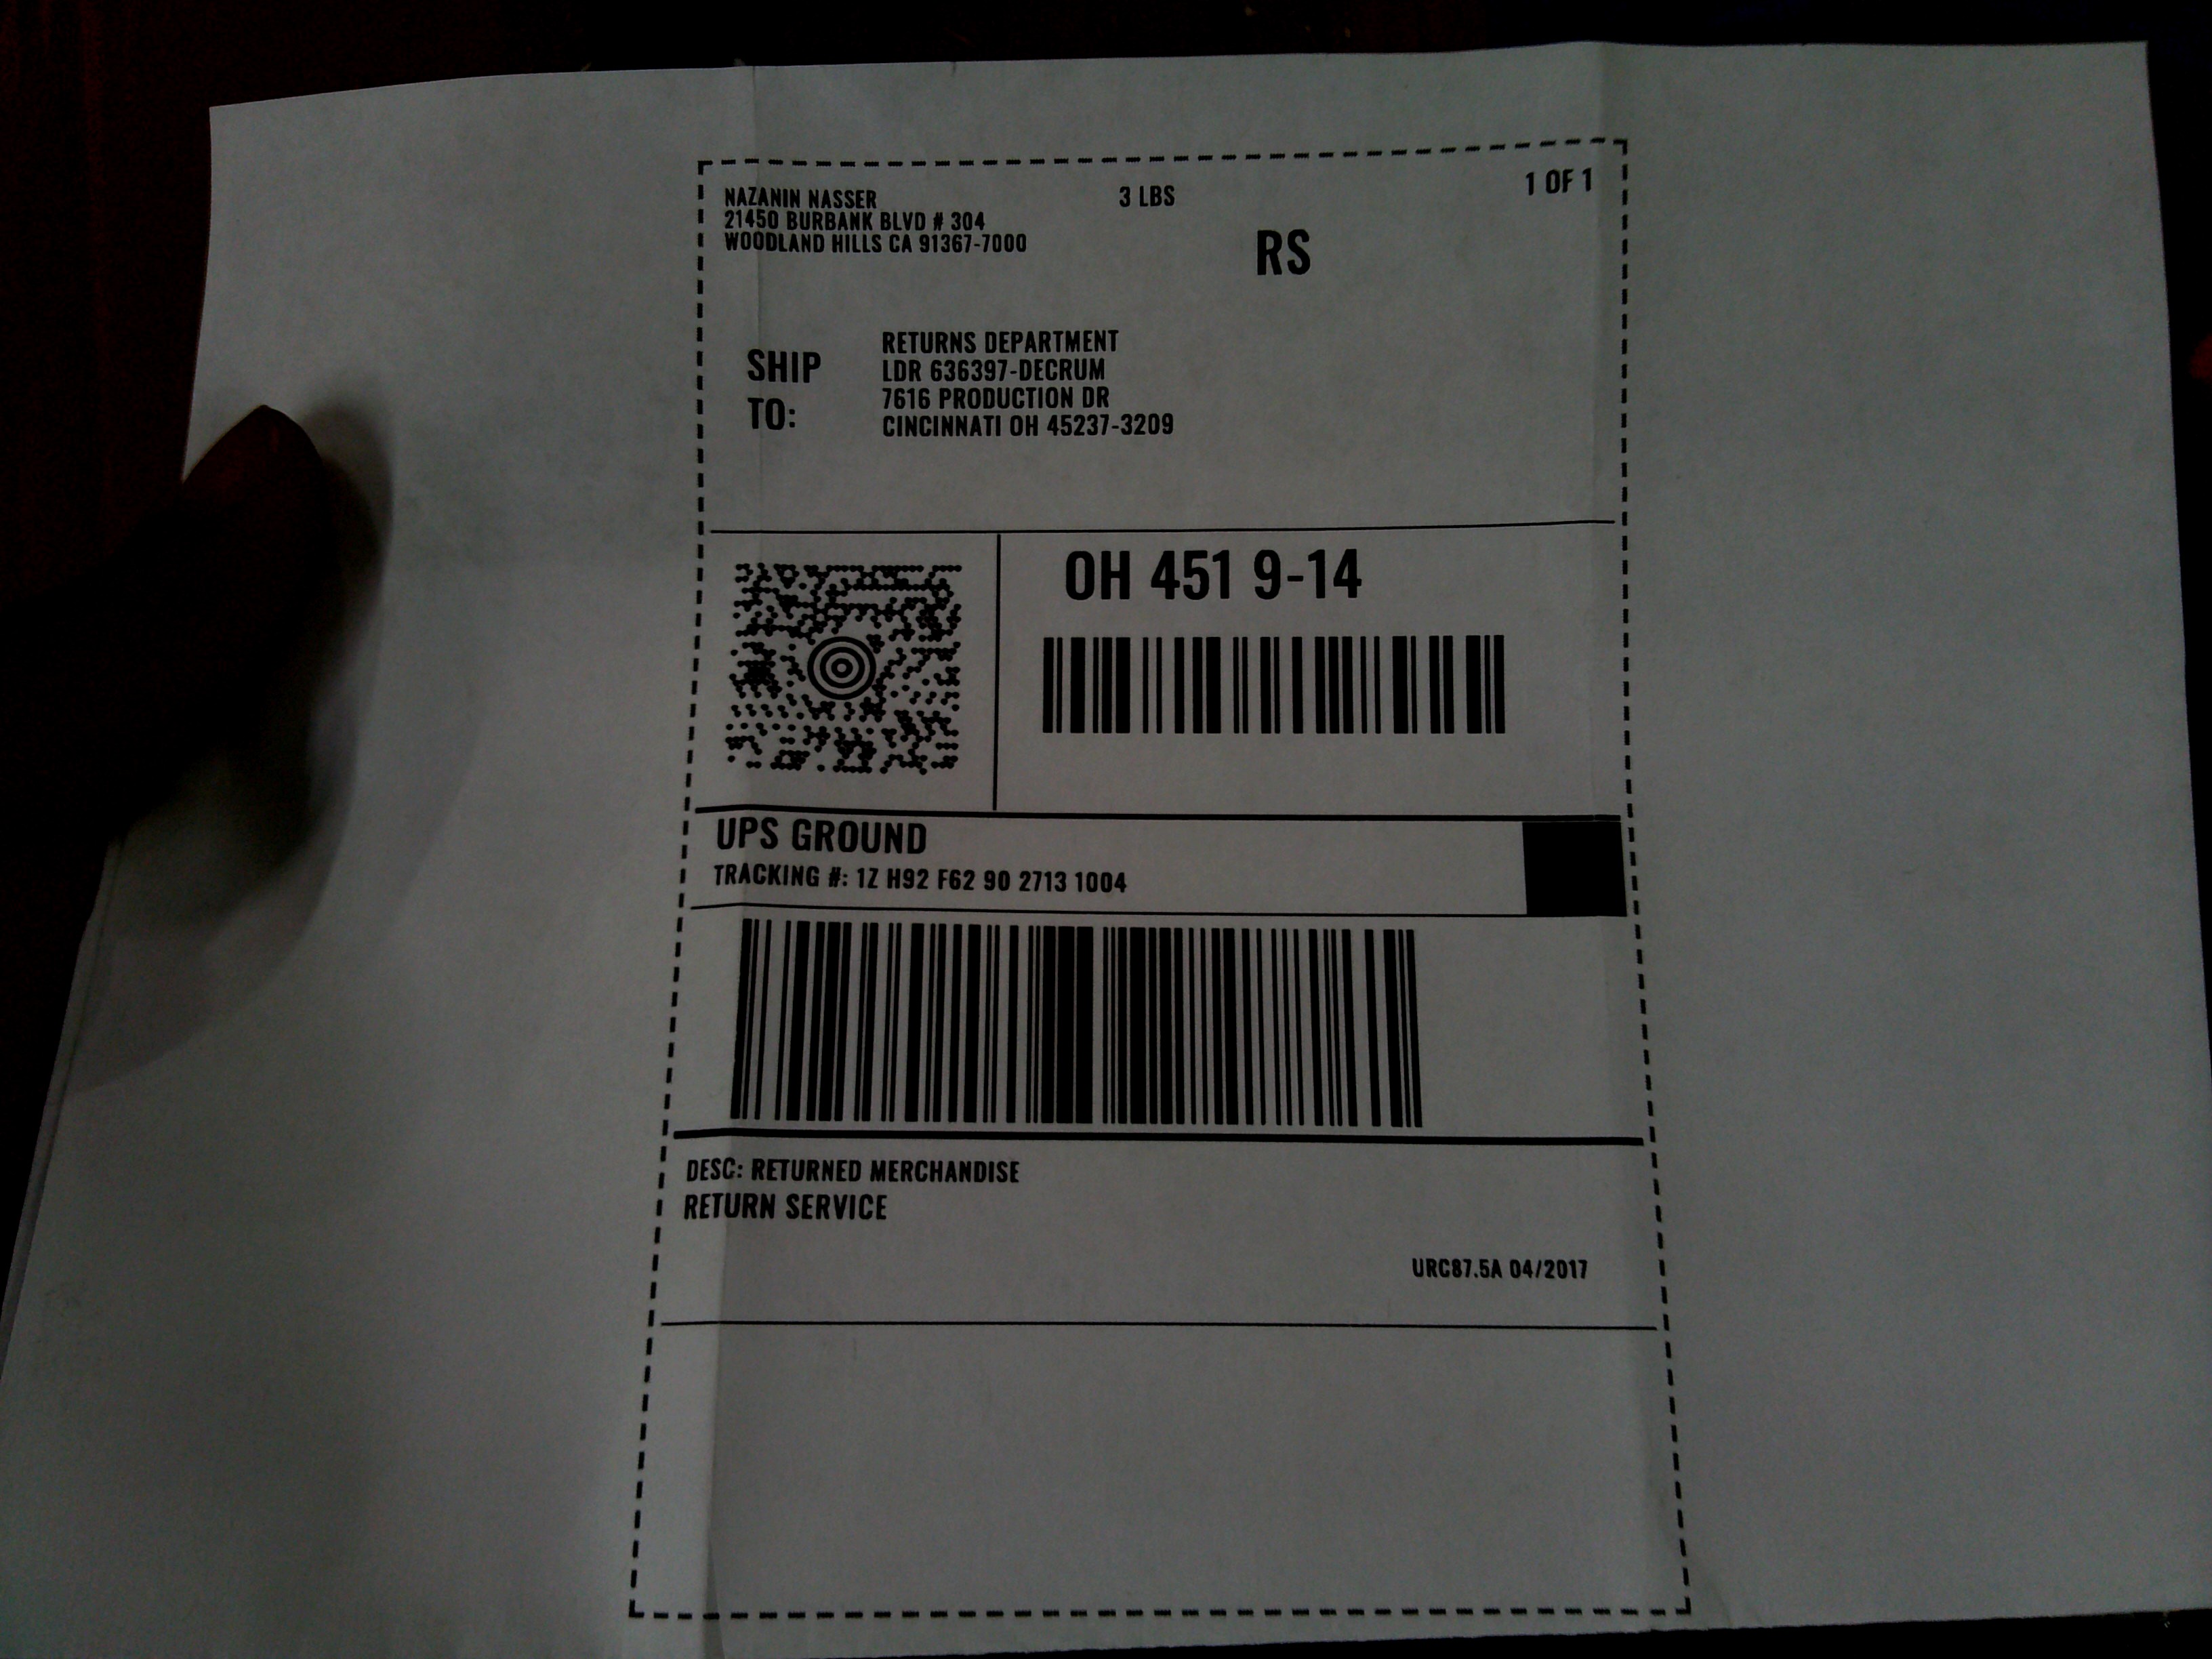 NAZANIN NASSER
21450 BURBANK BLVD # 304
WOODLAND HILLS CA 91367-7000
3 LBS
1 OF 1
RS
SHIP
TO:
RETURNS DEPARTMENT
LDR 636397-DECRUM
7616 PRODUCTION DR
CINCINNATI OH 45237-3209
OH 451 9-14
UPS GROUND
TRACKING #: 1Z H92 F62 90 2713 1004
DESC: RETURNED MERCHANDISE
RETURN SERVICE
URC87.5A 04/2017